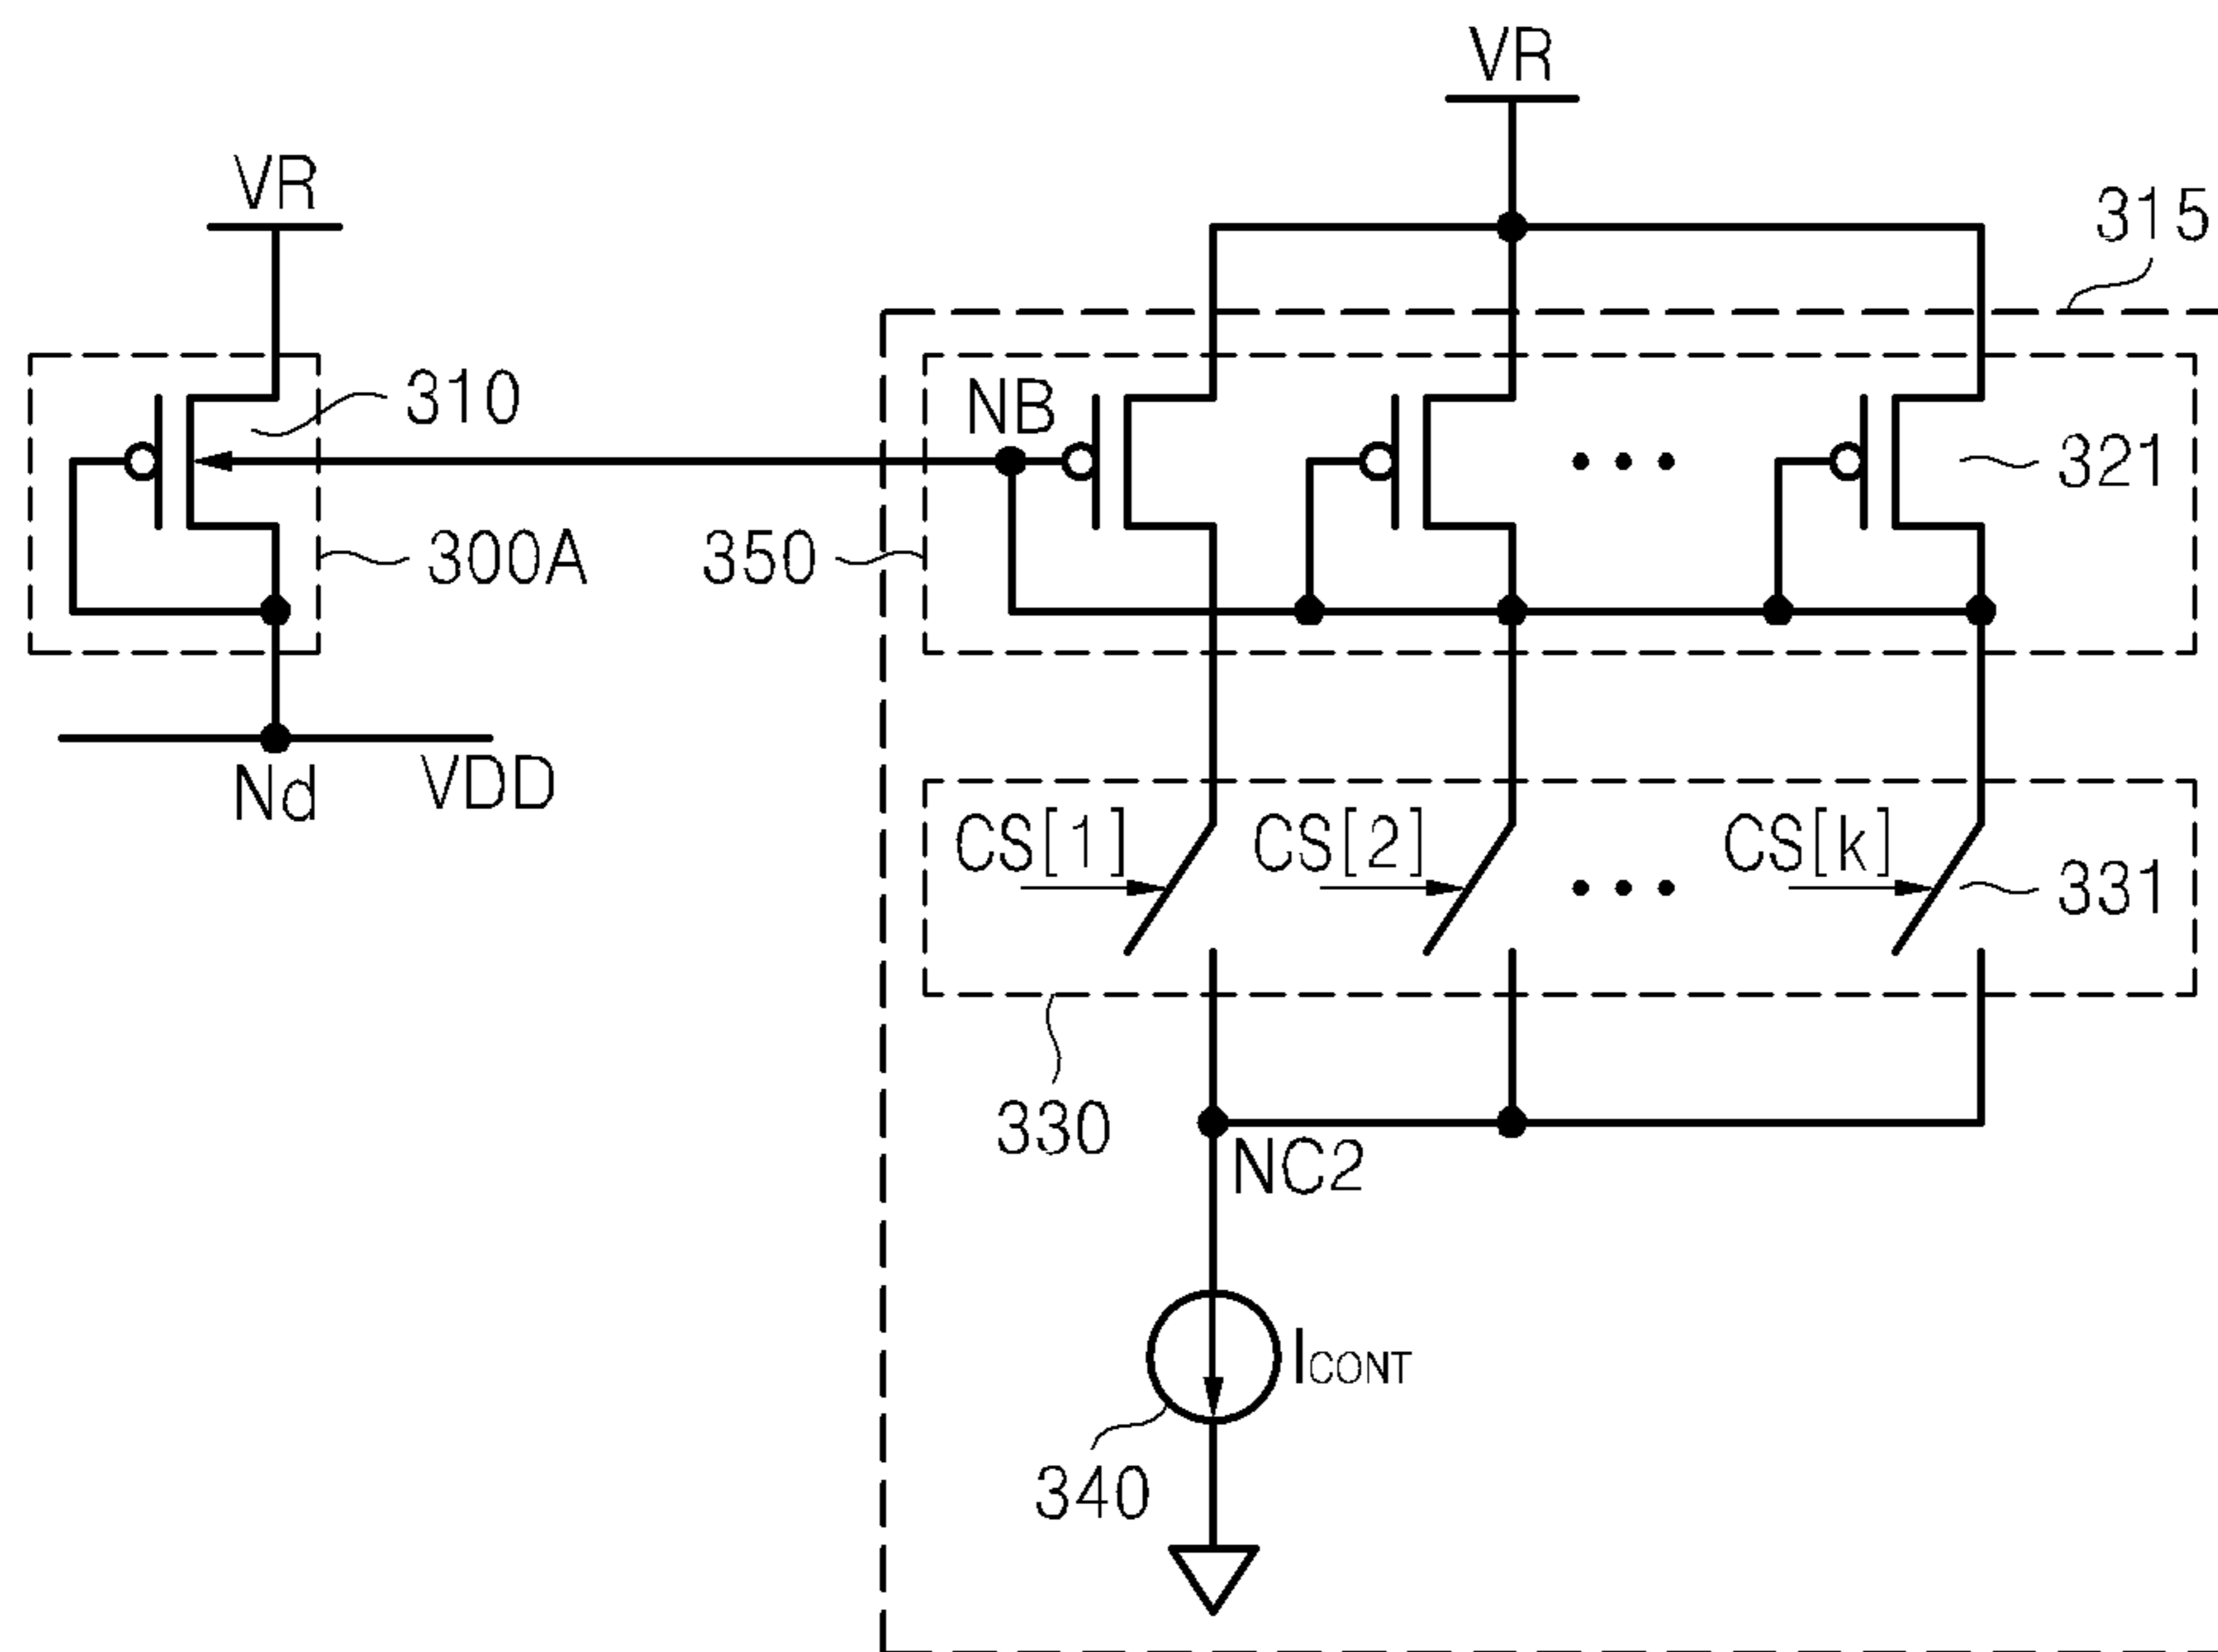 VR
VR
315
310
NB
321
300A
350
Nd
VDD
CS[1]
CS[2]
CS[k]
331
330
NC2
ICONT
340